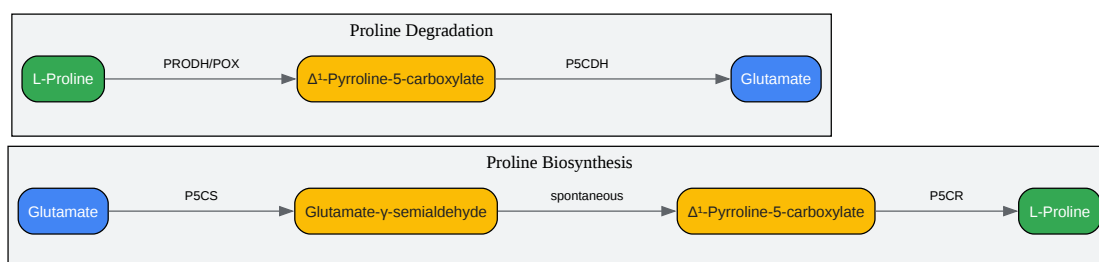 Proline Degradation
L-Proline
PRODH/POX
Δ¹-Pyrroline-5-carboxylate
P5CDH
Glutamate
Proline Biosynthesis
Glutamate
P5CS
Glutamate-γ-semialdehyde
spontaneous
Δ¹-Pyrroline-5-carboxylate
P5CR
L-Proline